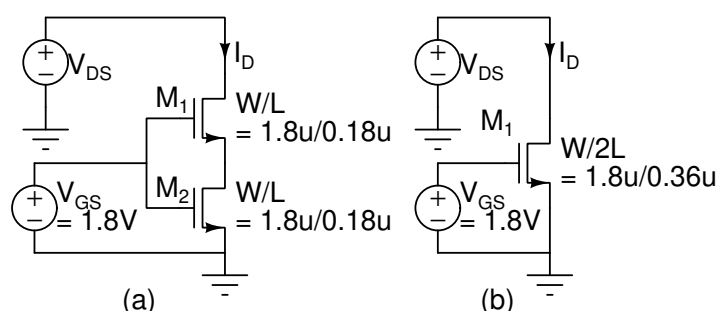 V_DS
I_D
M_1
W/L
= 1.8u/0.18u
M_2
W/L
= 1.8u/0.18u
V_GS
= 1.8V
(a)
V_DS
I_D
M_1
W/2L
= 1.8u/0.36u
V_GS
= 1.8V
(b)